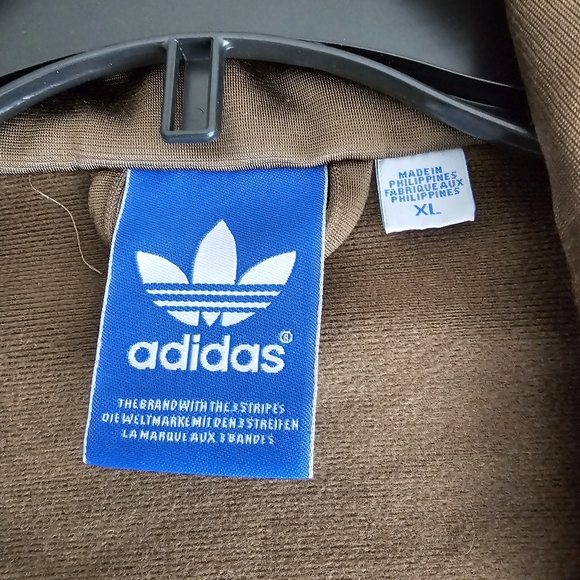 adidas®
THE BRAND WITH THE 3 STRIPES
DIE WELTMARKE MIT DEN 3 STREIFEN
LA MARQUE AUX 3 BANDES
MADE IN
PHILIPPINES
FABRIQUE AUX
PHILIPPINES
XL